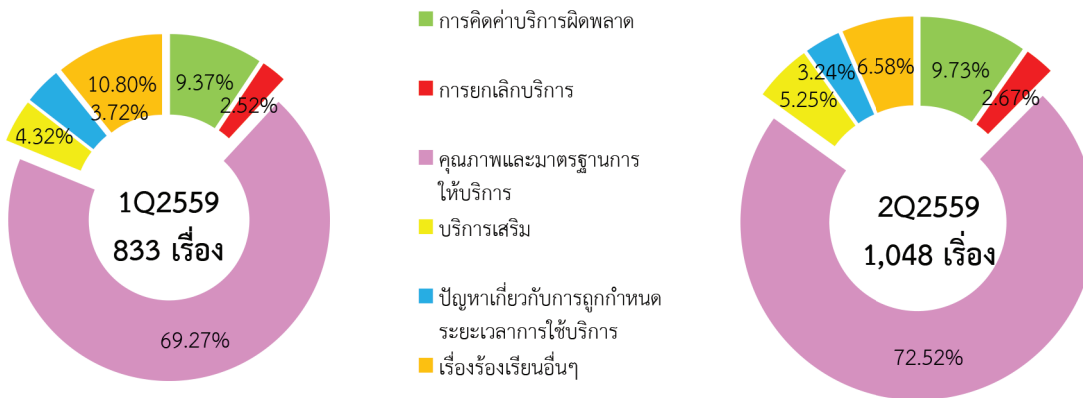 10.80%
9.37%
3.72%
2.52%
4.32%
1Q2559
833 เรื่อง
69.27%
การคิดค่าบริการผิดพลาด
การยกเลิกบริการ
คุณภาพและมาตรฐานการ
ให้บริการ
บริการเสริม
ปัญหาเกี่ยวกับการถูกกำหนด
ระยะเวลาการใช้บริการ
เรื่องร้องเรียนอื่นๆ
3.24%
6.58%
9.73%
5.25%
2.67%
2Q2559
1,048 เริ่อง
72.52%